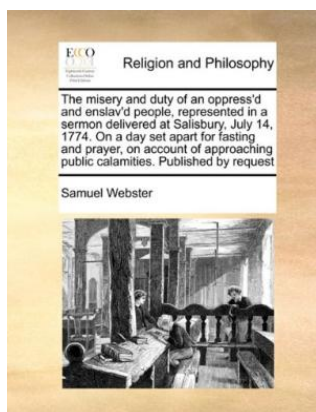 ECCO
Religion and Philosophy
The misery and duty of an oppress'd
and enslav'd people, represented in a
sermon delivered at Salisbury, July 14,
1774. On a day set apart for fasting
and prayer, on account of approaching
public calamities. Published by request
Samuel Webster